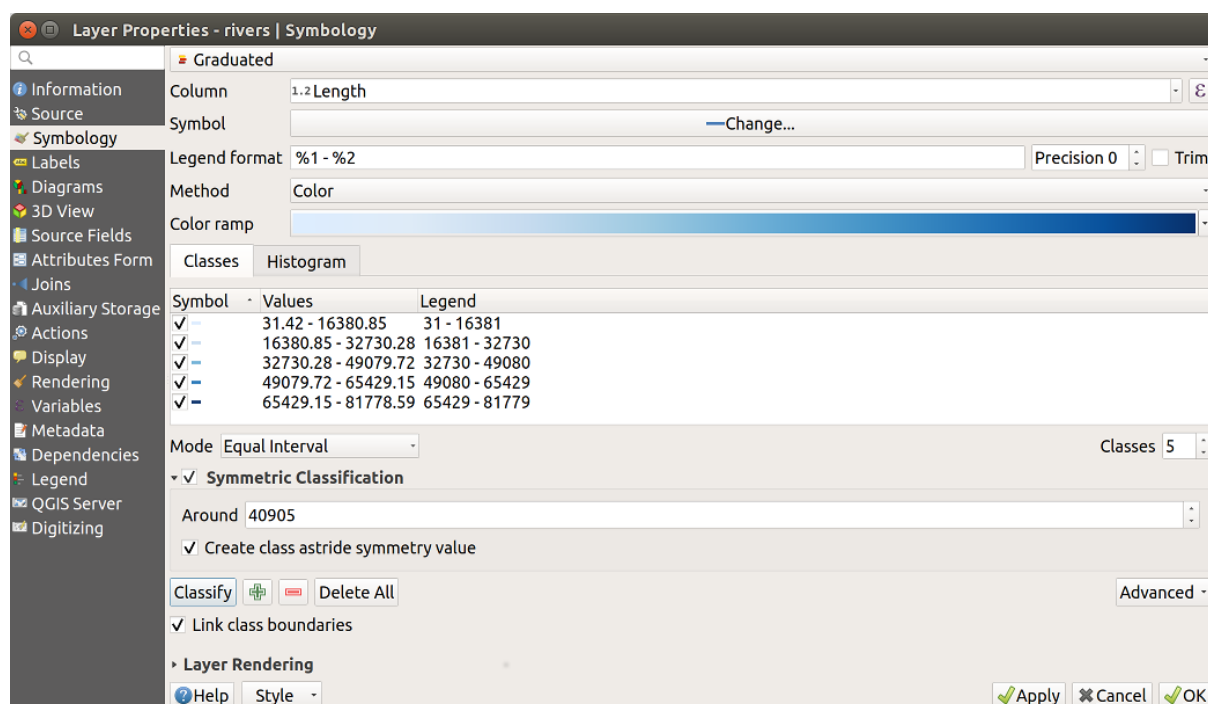 Layer Properties - rivers | Symbology
Information
Source
Symbology
Labels
Diagrams
3D View
Source Fields
Attributes Form
Joins
Auxiliary Storage
Actions
Display
Rendering
Variables
Metadata
Dependencies
Legend
QGIS Server
Digitizing
Graduated
Column 1.2 Length ε
Symbol Change...
Legend format %1 - %2 Precision 0 Trim
Method Color
Color ramp
Classes Histogram
Symbol Values Legend
31.42 - 16380.85 31 - 16381
16380.85 - 32730.28 16381 - 32730
32730.28 - 49079.72 32730 - 49080
49079.72 - 65429.15 49080 - 65429
65429.15 - 81778.59 65429 - 81779
Mode Equal Interval Classes 5
Symmetric Classification
Around 40905
Create class astride symmetry value
Classify Delete All Advanced
Link class boundaries
Layer Rendering
Help Style Apply Cancel OK